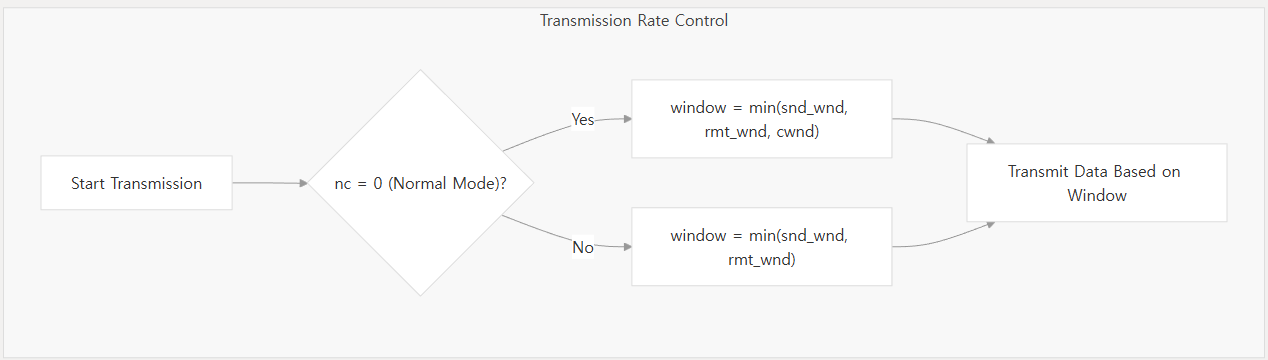 Transmission Rate Control
Start Transmission
nc = 0 (Normal Mode)?
Yes
window = min(snd_wnd,
rmt_wnd, cwnd)
No
window = min(snd_wnd,
rmt_wnd)
Transmit Data Based on
Window